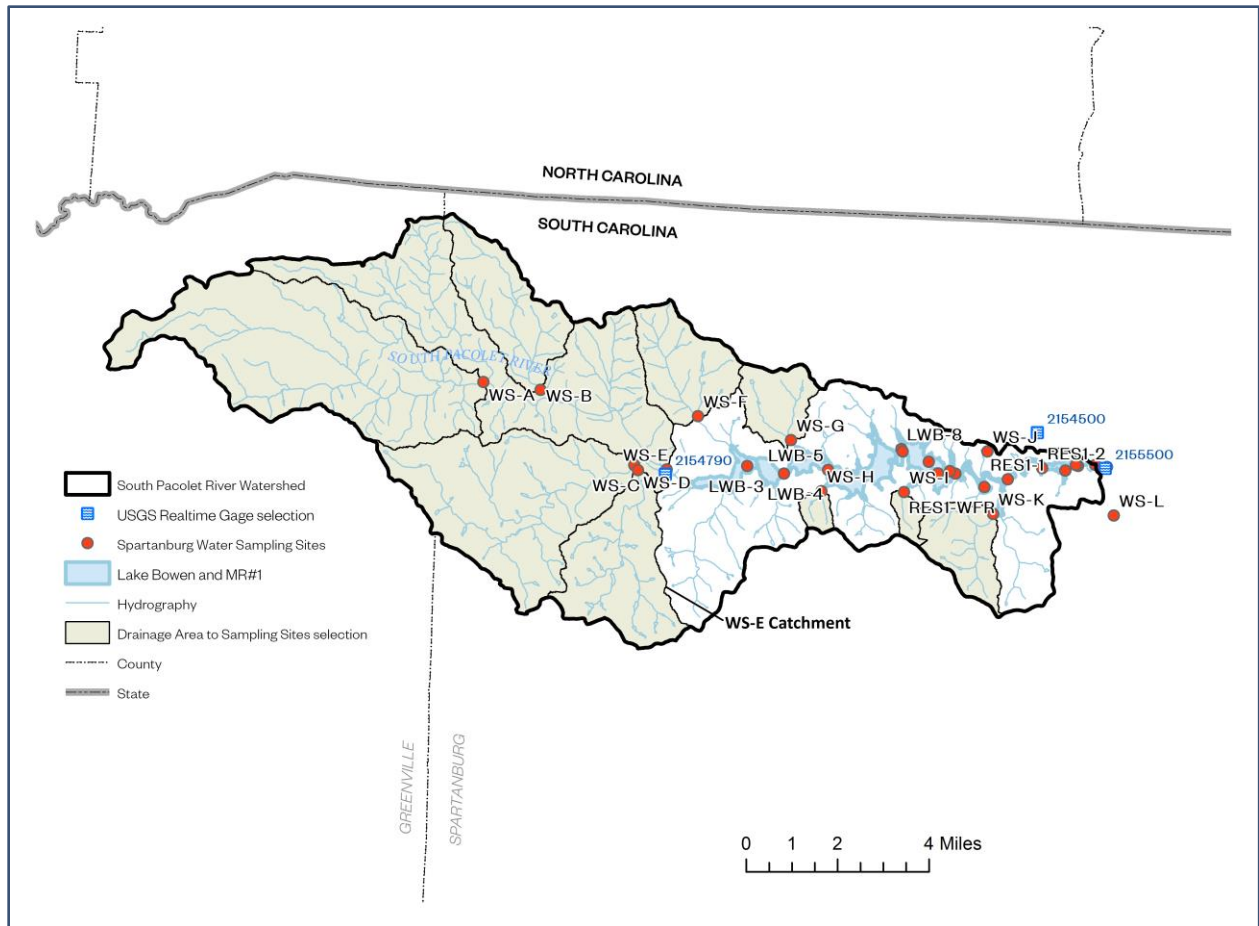 NORTH CAROLINA
SOUTH CAROLINA
SOUTH PACOLET RIVER
WS-A
WS-B
WS-F
WS-G
2154500
LWB-8
WS-J
WS-E
2154790
LWB-5
RES1-1
RES1-2
2155500
WS-C
WS-D
LWB-3
LWB-4
WS-H
WS-I
RES1-WFR
WS-K
WS-L
WS-E Catchment
South Pacolet River Watershed
USGS Realtime Gage selection
Spartanburg Water Sampling Sites
Lake Bowen and MR#1
Hydrography
Drainage Area to Sampling Sites selection
County
State
GREENVILLE
SPARTANBURG
0 1 2 4 Miles